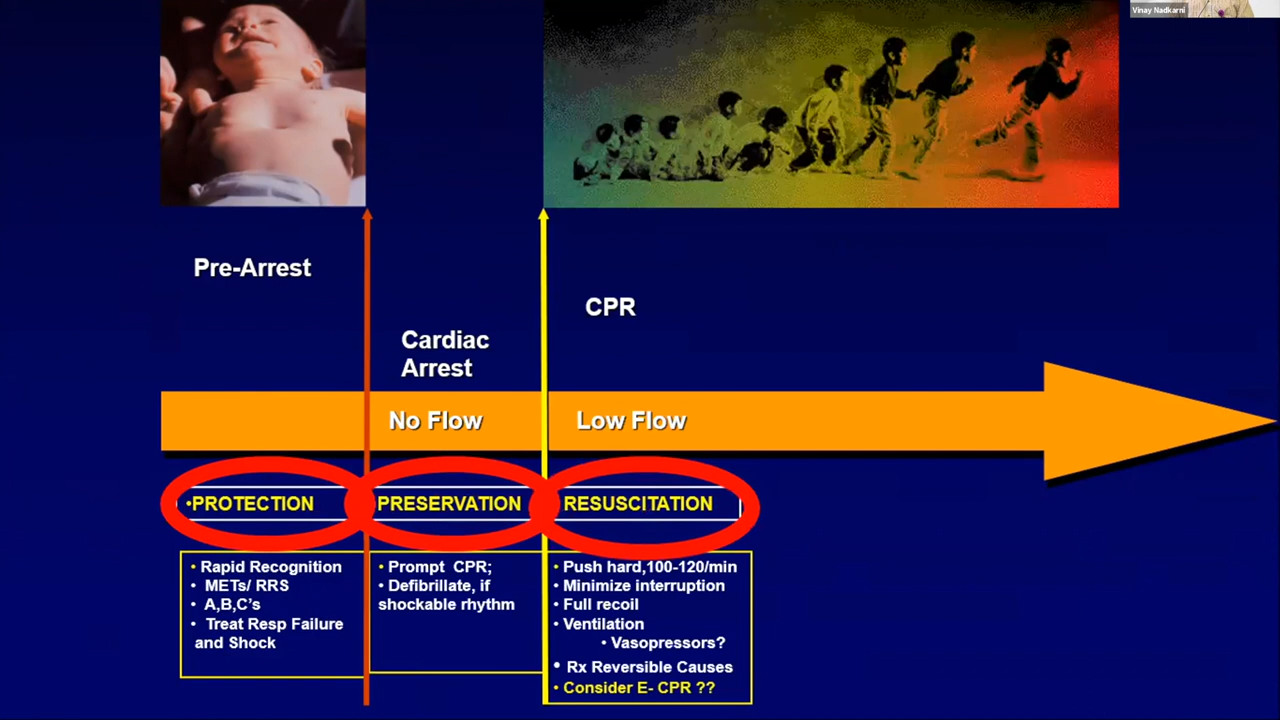 Vinay Nadkarni
Pre-Arrest
CPR
Cardiac
Arrest
No Flow
Low Flow
•PROTECTION
PRESERVATION
RESUSCITATION
• Rapid Recognition
• METs/ RRS
• A,B,C’s
• Treat Resp Failure
and Shock
• Prompt CPR;
• Defibrillate, if
shockable rhythm
• Push hard,100-120/min
• Minimize interruption
• Full recoil
• Ventilation
• Vasopressors?
• Rx Reversible Causes
• Consider E- CPR ??